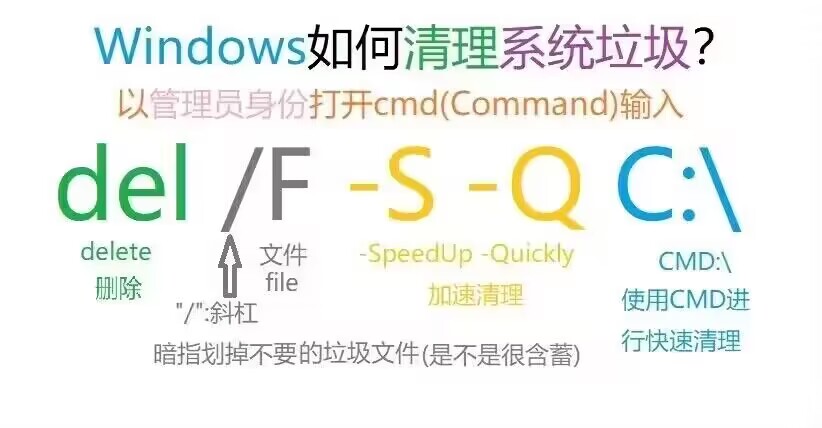 Windows如何清理系统垃圾?
以管理员身份打开cmd(Command)输入
del /F -S -Q C:\
delete
删除
文件
file
"/":斜杠
暗指划掉不要的垃圾文件(是不是很含蓄)
-SpeedUp -Quickly
加速清理
CMD:\
使用CMD进
行快速清理